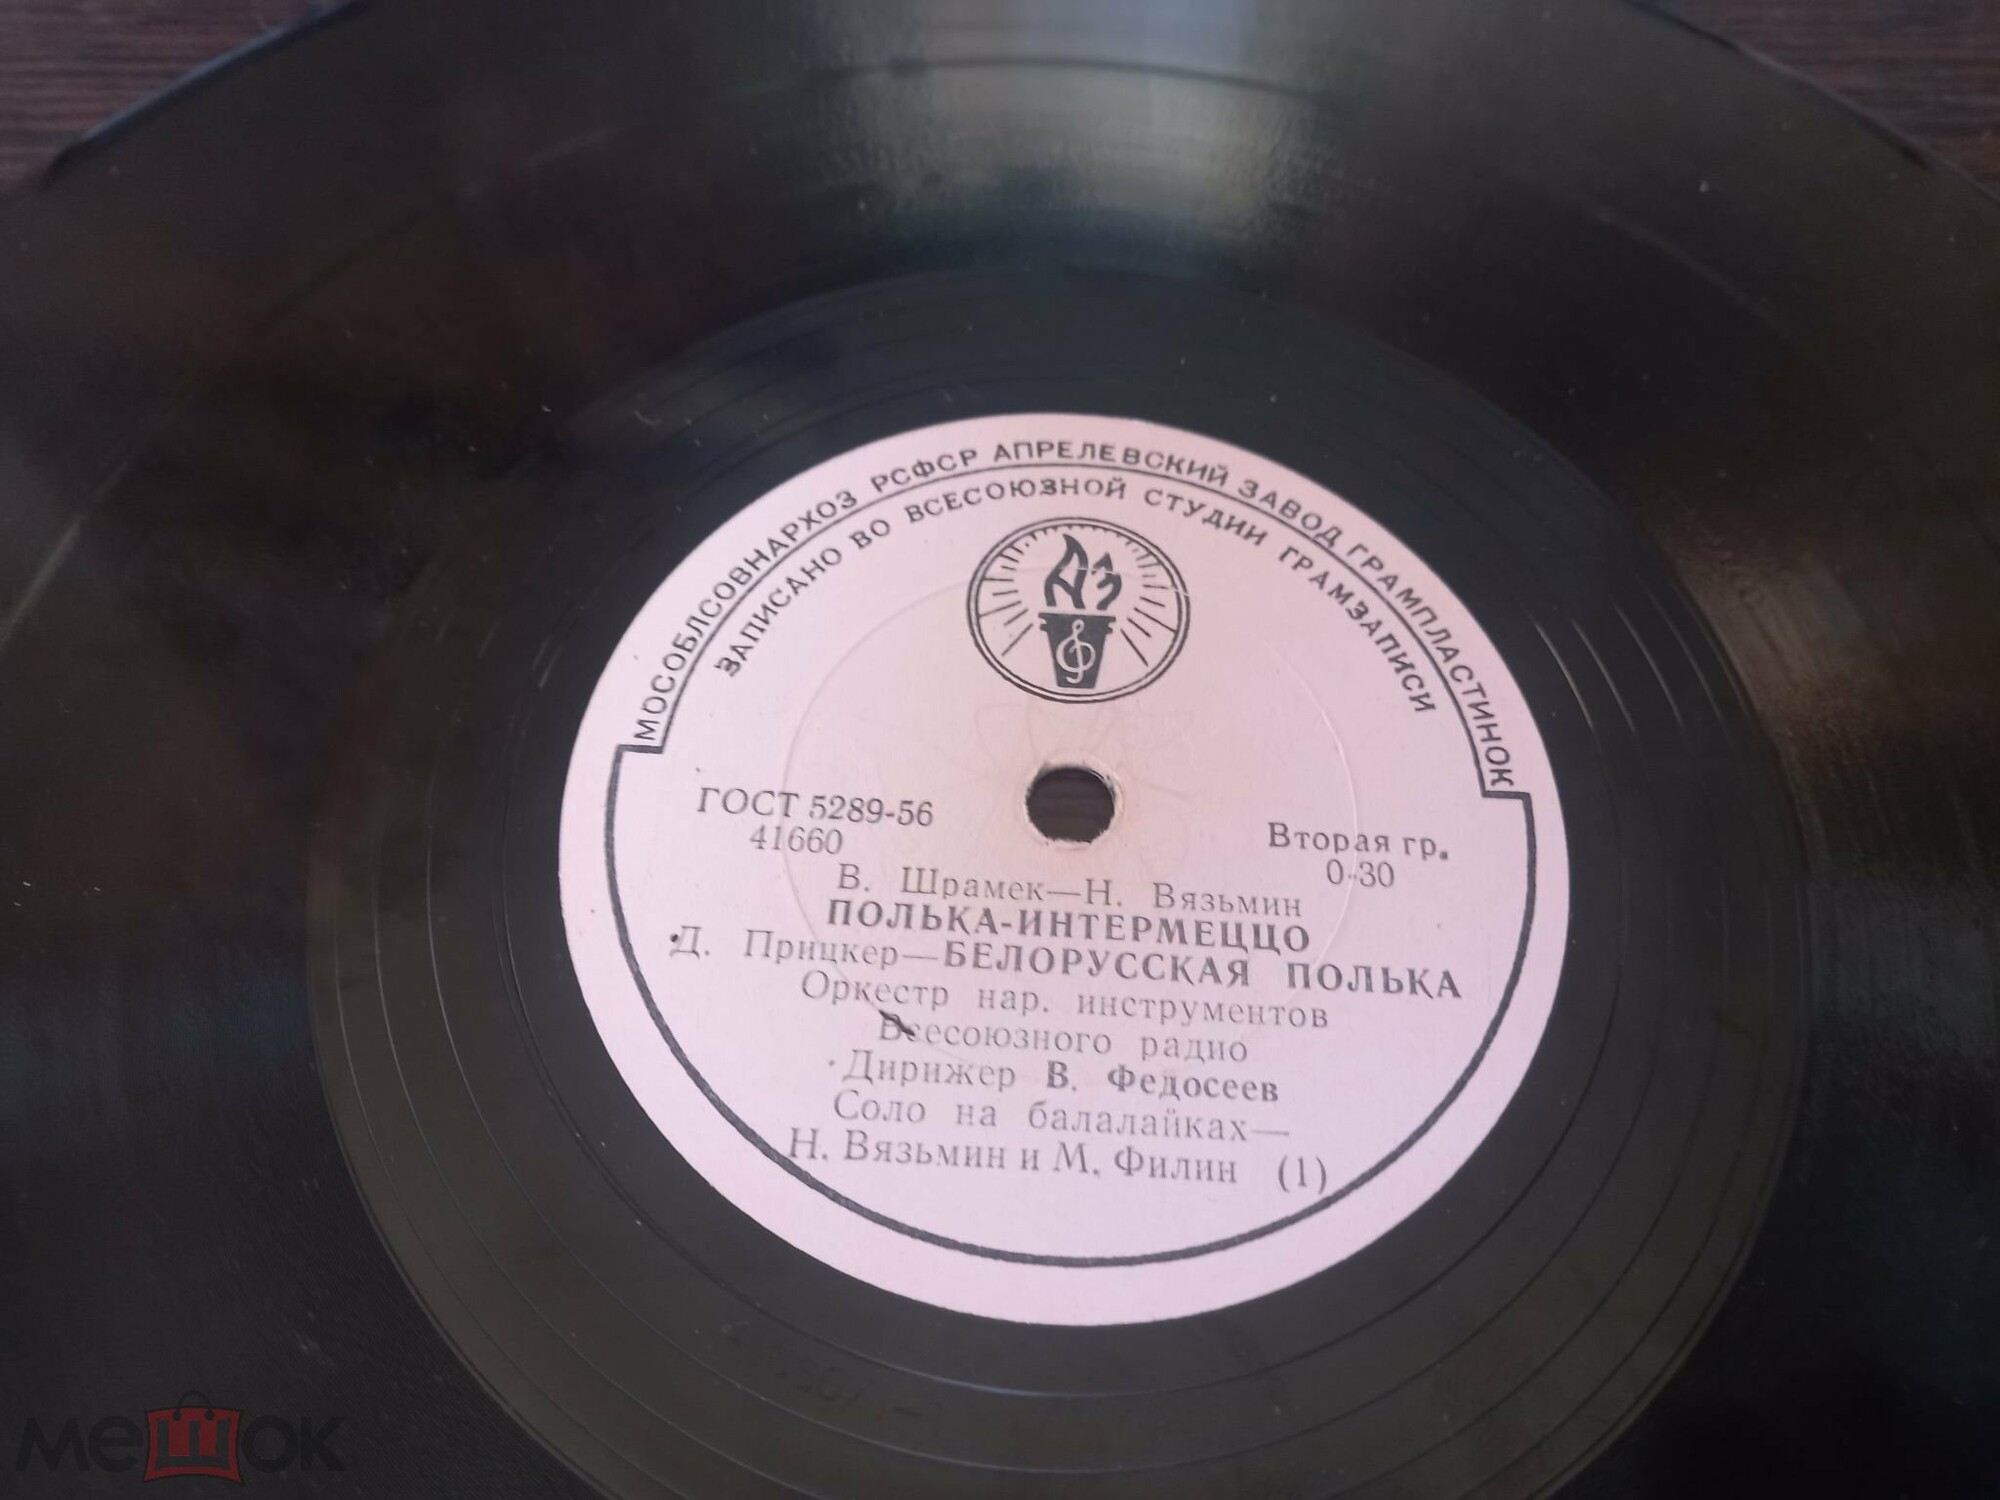 МОСОБЛСОВНАРХОЗ РСФСР АПРЕЛЕВСКИЙ ЗАВОД ГРАМПЛАСТИНОК
ЗАПИСАНО ВО ВСЕСОЮЗНОЙ СТУДИИ ГРАМЗАПИСИ
АЗ
ГОСТ 5289-56
41660
Вторая гр.
0-30
В. Шрамек—Н. Вязьмин
ПОЛЬКА-ИНТЕРМЕЦЦО
Д. Прицкер—БЕЛОРУССКАЯ ПОЛЬКА
Оркестр нар. инструментов
Всесоюзного радио
Дирижер В. Федосеев
Соло на балалайках—
Н. Вязьмин и М. Филин (1)
мешок